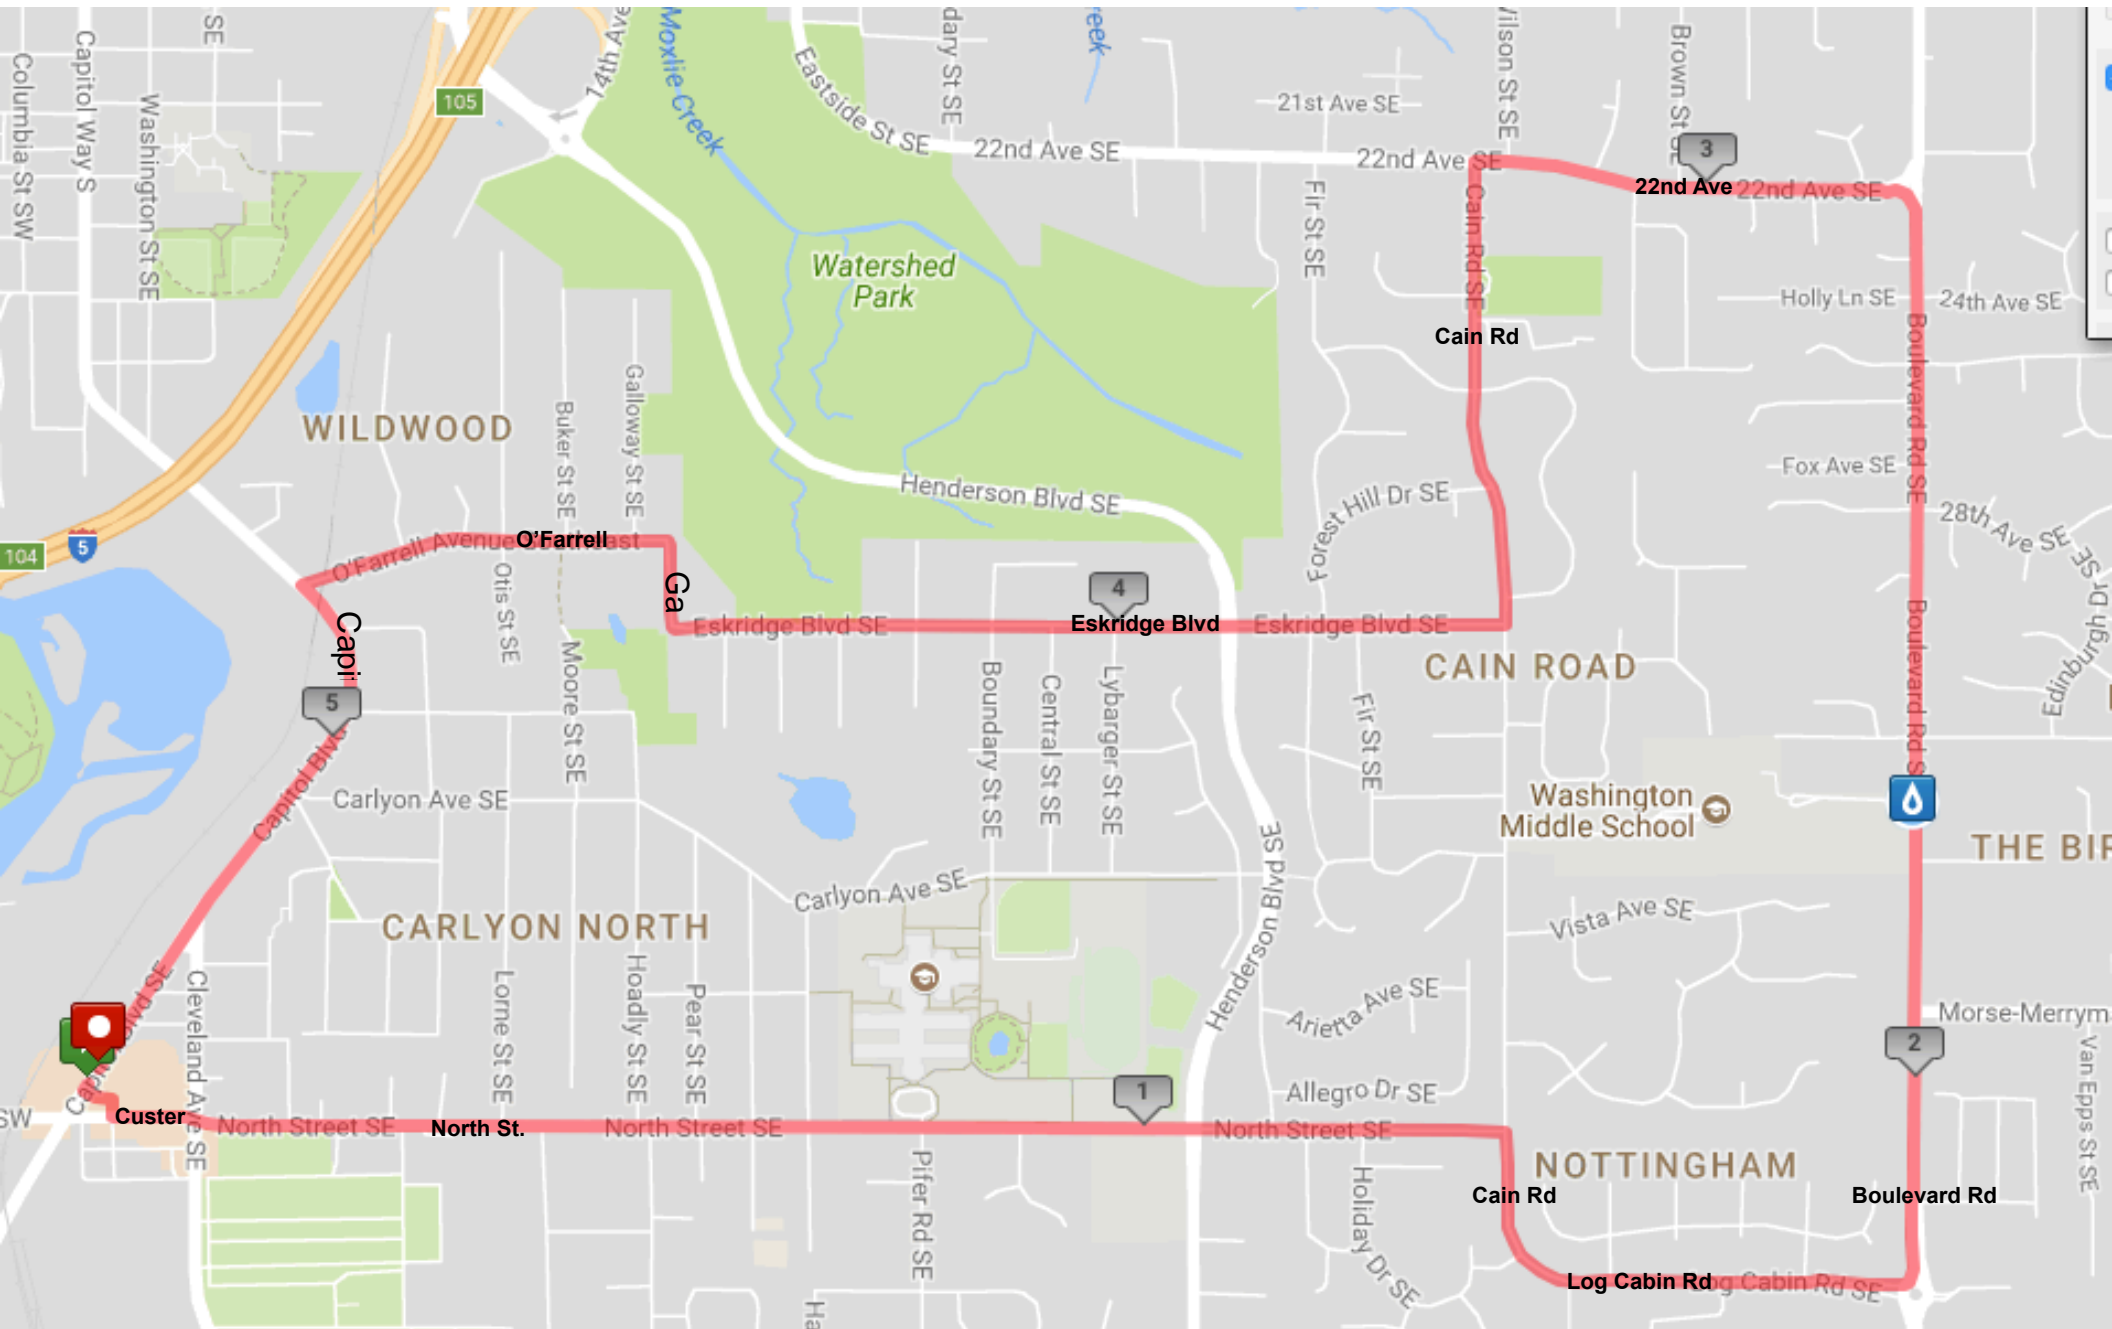 SE
14th Ave
Moxlie Creek
dary St SE
reek
Wilson St SE
Brown St SE
Columbia St SW
Capitol Way S
Washington St SE
105
Eastside St SE
21st Ave SE
22nd Ave SE
22nd Ave SE
3
22nd Ave
22nd Ave SE
Fir St SE
Cain Rd SE
Watershed
Park
Holly Ln SE
24th Ave SE
Cain Rd
Boulevard Rd SE
WILDWOOD
Buker St SE
Galloway St SE
Henderson Blvd SE
Forest Hill Dr SE
Fox Ave SE
28th Ave SE
104
5
O'Farrell Avenue
O'Farrell
Otis St SE
Ga
4
Eskridge Blvd SE
Eskridge Blvd
Eskridge Blvd SE
Capi
Boulevard Rd S
Edinburgh Dr SE
CAIN ROAD
Moore St SE
Boundary St SE
Central St SE
Lybarger St SE
Fir St SE
5
Capitol Blvd
Carlyon Ave SE
Washington
Middle School
THE BIR
Henderson Blvd SE
Carlyon Ave SE
CARLYON NORTH
Vista Ave SE
Capitol Blvd SE
Cleveland Ave SE
Lorne St SE
Hoadly St SE
Pear St SE
Arietta Ave SE
Morse-Merrym
Van Epps St SE
2
1
Allegro Dr SE
SW
Custer
North Street SE
North St.
North Street SE
North Street SE
Pifer Rd SE
Holiday Dr SE
NOTTINGHAM
Cain Rd
Boulevard Rd
Log Cabin Rd
Log Cabin Rd SE
Ha